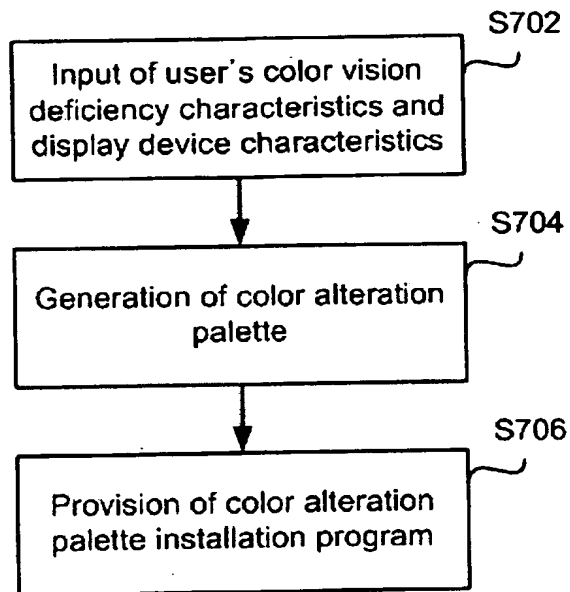 S702
Input of user's color vision
deficiency characteristics and
display device characteristics
S704
Generation of color alteration
palette
S706
Provision of color alteration
palette installation program